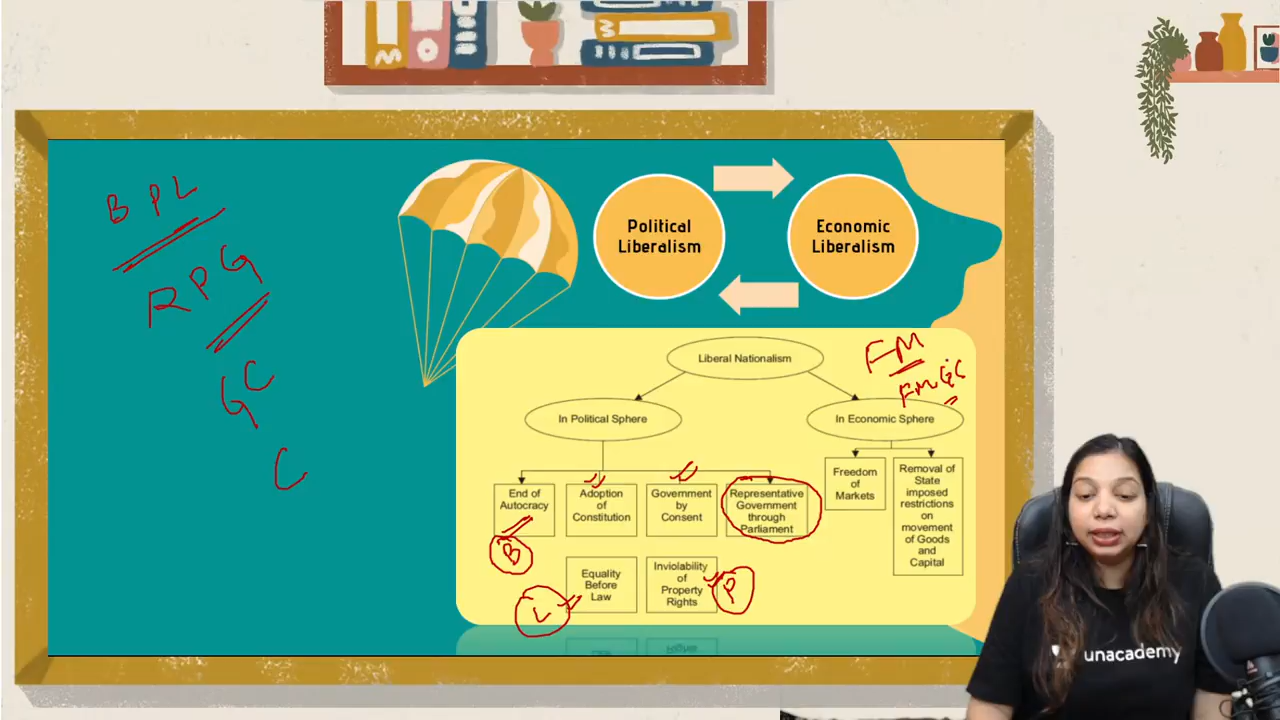 B P L
R P G
G C
C
Political
Liberalism
Economic
Liberalism
Liberal Nationalism
FM
FM GC
In Political Sphere
In Economic Sphere
End of
Autocracy
Adoption
of
Constitution
Government
by
Consent
Representative
Government
through
Parliament
Freedom
of
Markets
Removal of
State
imposed
restrictions
on
movement
of Goods
and
Capital
B
Equality
Before
Law
L
Inviolability
of
Property
Rights
P
unacademy